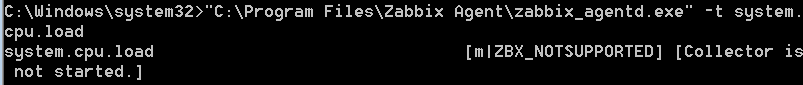 C:\Windows\system32>"C:\Program Files\Zabbix Agent\zabbix_agentd.exe" -t system.
cpu.load
system.cpu.load [m|ZBX_NOTSUPPORTED] [Collector is
not started.]